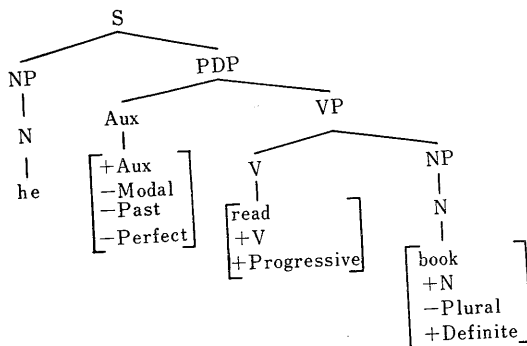 S
NP PDP
N Aux VP
he +Aux V NP
−Modal read N
−Past +V book
−Perfect +Progressive +N
−Plural
+Definite